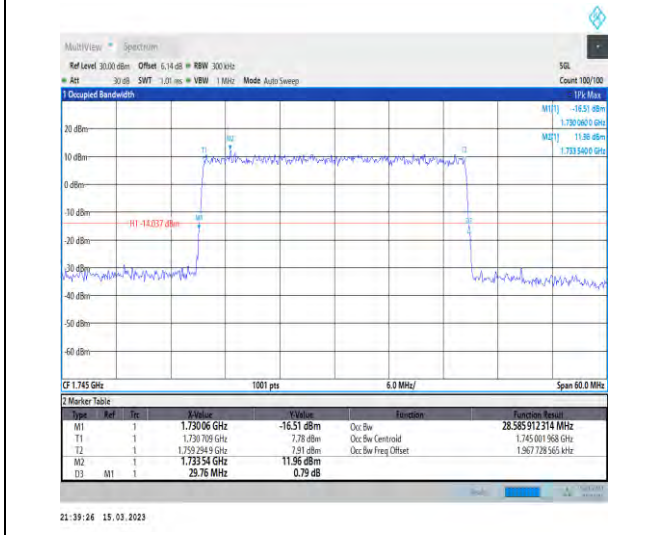 MultiView Spectrum
Ref Level 30.00 dBm Offset 6.14 dB RBW 300 kHz SGL
Att 30 dB SWT 1.01 ms VBW 1 MHz Mode Auto Sweep Count 100/100
1 Occupied Bandwidth 1Pk Max
M1[1] -16.51 dBm
1.730 060 0 GHz
M2[1] 11.96 dBm
1.733 540 0 GHz
20 dBm
M2
T1 T2
10 dBm
0 dBm
-10 dBm
M1
H1 -14.037 dBm
-20 dBm
-30 dBm
-40 dBm
-50 dBm
-60 dBm
CF 1.745 GHz 1001 pts 6.0 MHz/ Span 60.0 MHz
2 Marker Table
Type Ref Trc X-Value Y-Value Function Function Result
M1 1 1.73006 GHz -16.51 dBm Occ Bw 28.585 912 314 MHz
T1 1 1.730 709 GHz 7.78 dBm Occ Bw Centroid 1.745 001 968 GHz
T2 1 1.759 294 9 GHz 7.91 dBm Occ Bw Freq Offset 1.967 728 565 kHz
M2 1 1.733 54 GHz 11.96 dBm
D3 M1 1 29.76 MHz 0.79 dB
21:39:26 15.03.2023